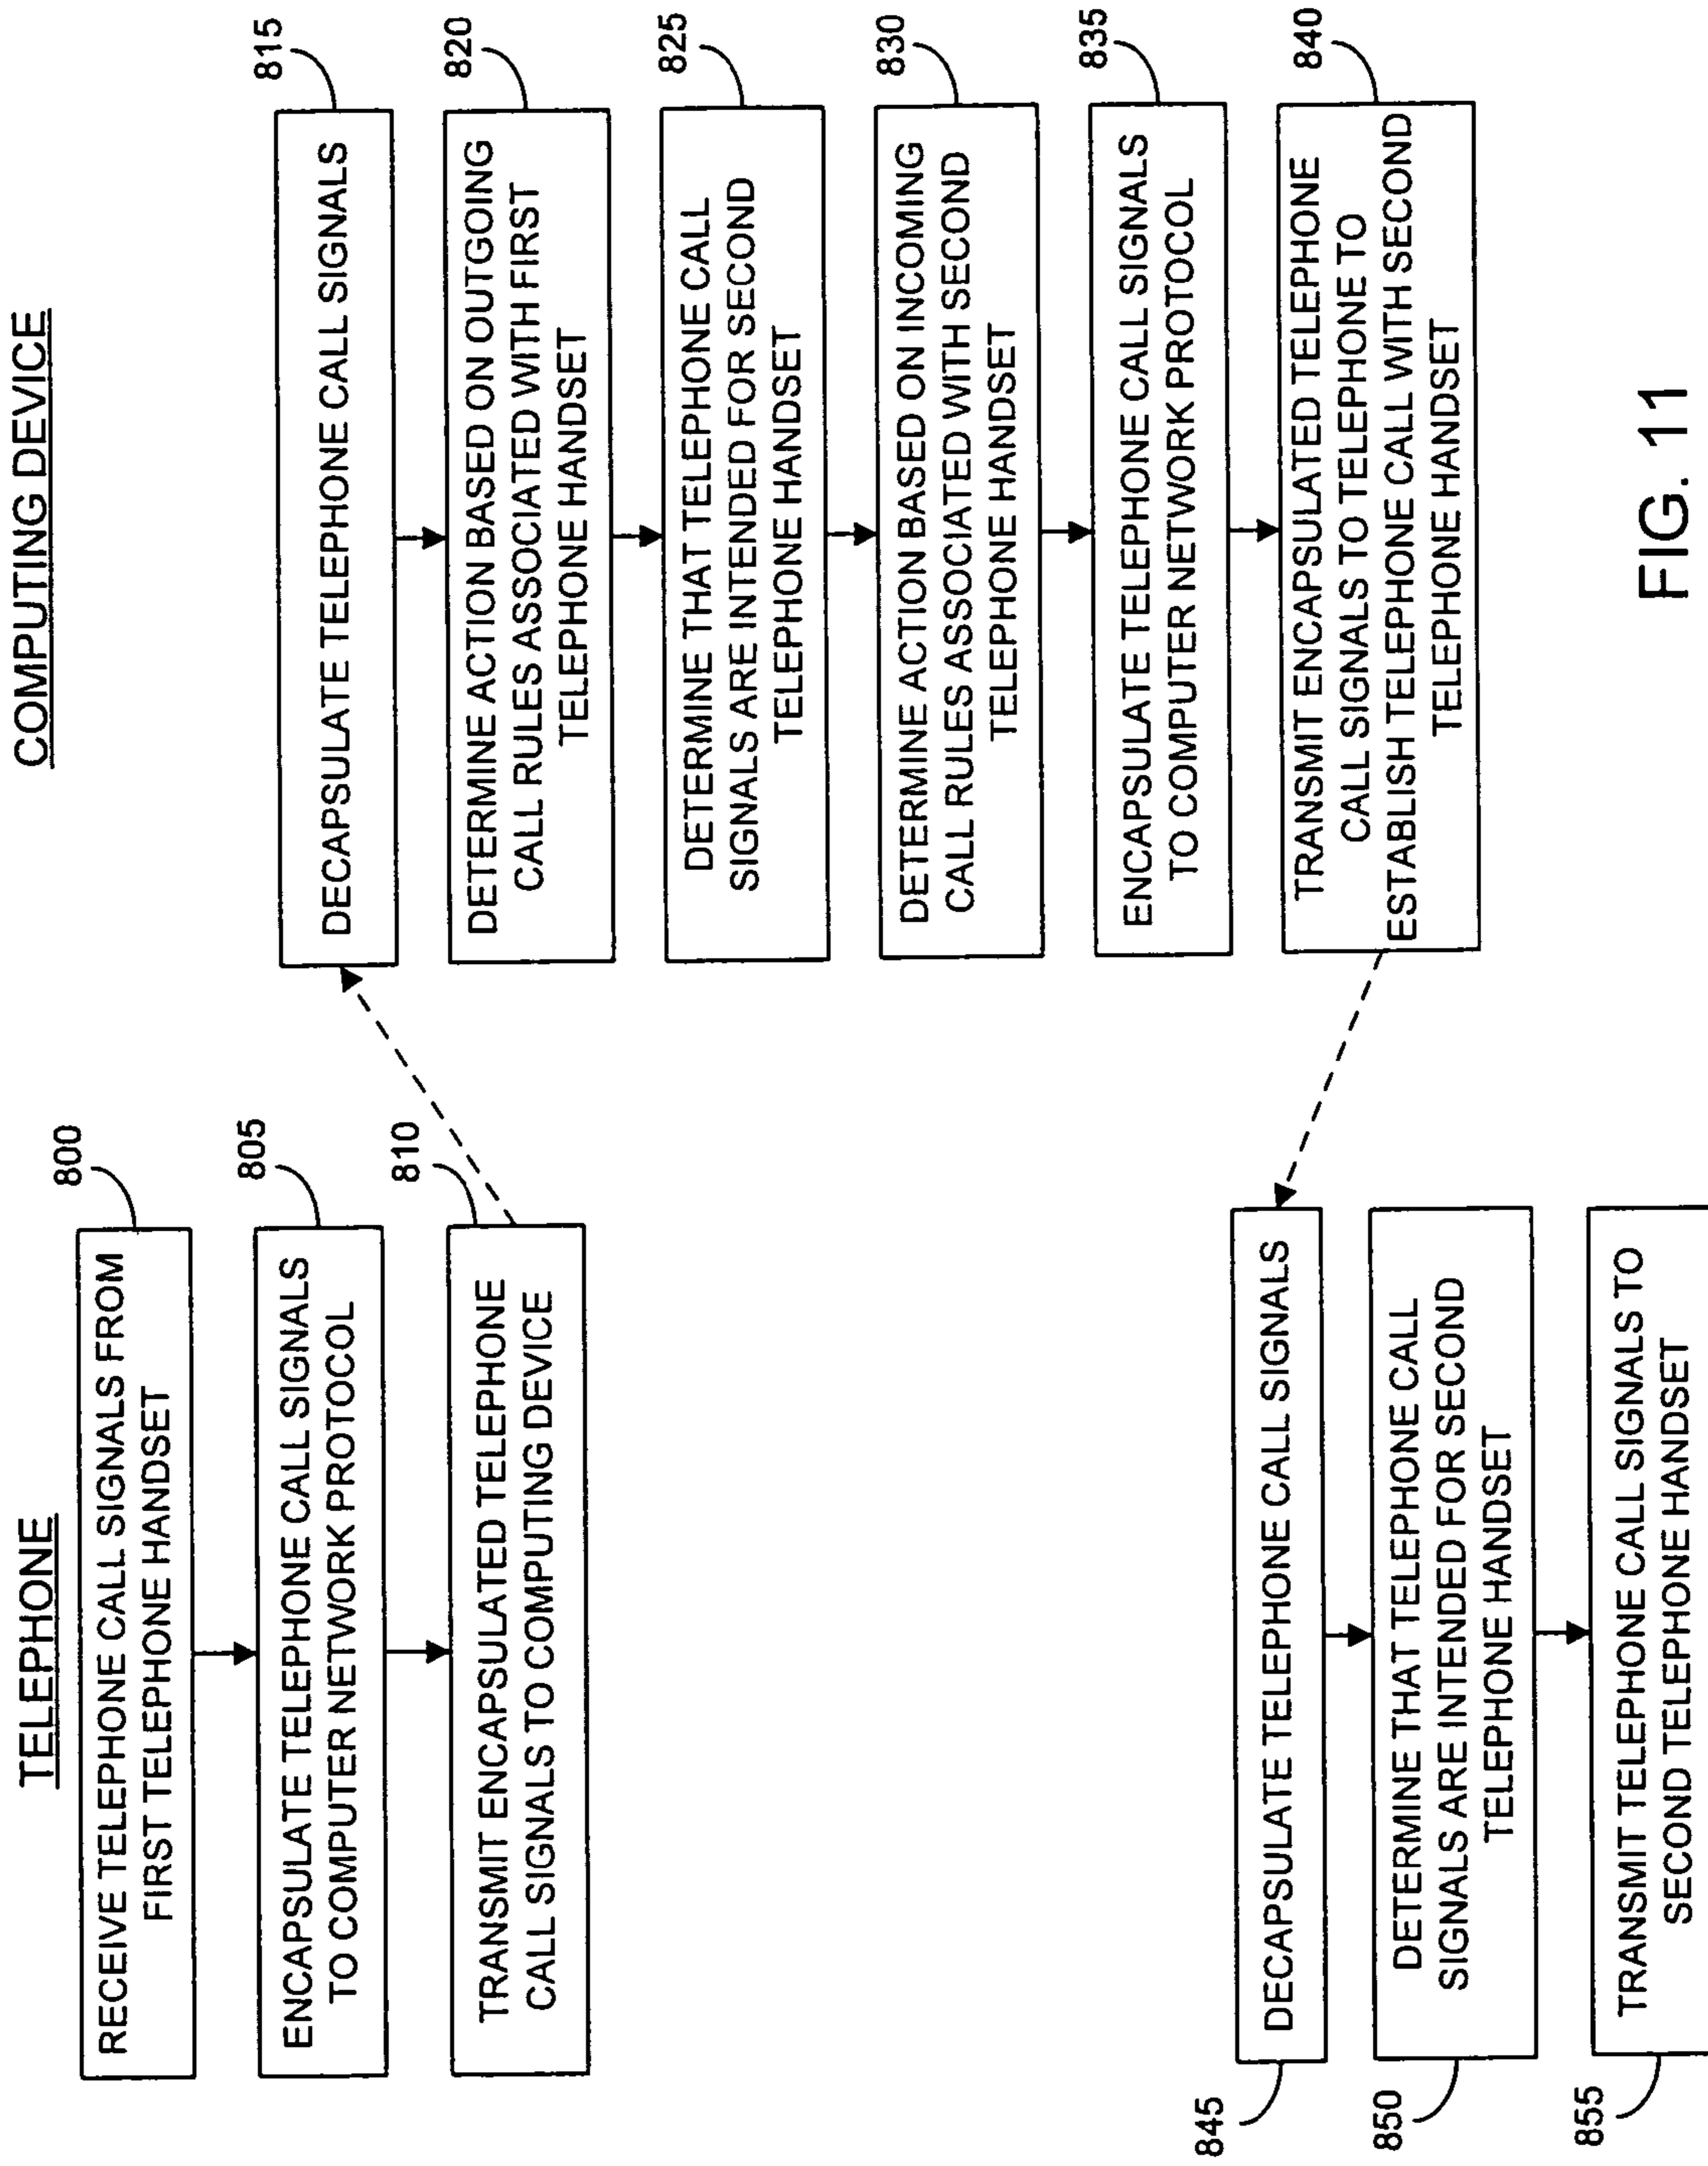 TELEPHONE
800
RECEIVE TELEPHONE CALL SIGNALS FROM
FIRST TELEPHONE HANDSET
805
ENCAPSULATE TELEPHONE CALL SIGNALS
TO COMPUTER NETWORK PROTOCOL
810
TRANSMIT ENCAPSULATED TELEPHONE
CALL SIGNALS TO COMPUTING DEVICE
COMPUTING DEVICE
815
DECAPSULATE TELEPHONE CALL SIGNALS
820
DETERMINE ACTION BASED ON OUTGOING
CALL RULES ASSOCIATED WITH FIRST
TELEPHONE HANDSET
825
DETERMINE THAT TELEPHONE CALL
SIGNALS ARE INTENDED FOR SECOND
TELEPHONE HANDSET
830
DETERMINE ACTION BASED ON INCOMING
CALL RULES ASSOCIATED WITH SECOND
TELEPHONE HANDSET
835
ENCAPSULATE TELEPHONE CALL SIGNALS
TO COMPUTER NETWORK PROTOCOL
840
TRANSMIT ENCAPSULATED TELEPHONE
CALL SIGNALS TO TELEPHONE TO
ESTABLISH TELEPHONE CALL WITH SECOND
TELEPHONE HANDSET
845
DECAPSULATE TELEPHONE CALL SIGNALS
850
DETERMINE THAT TELEPHONE CALL
SIGNALS ARE INTENDED FOR SECOND
TELEPHONE HANDSET
855
TRANSMIT TELEPHONE CALL SIGNALS TO
SECOND TELEPHONE HANDSET
FIG. 11